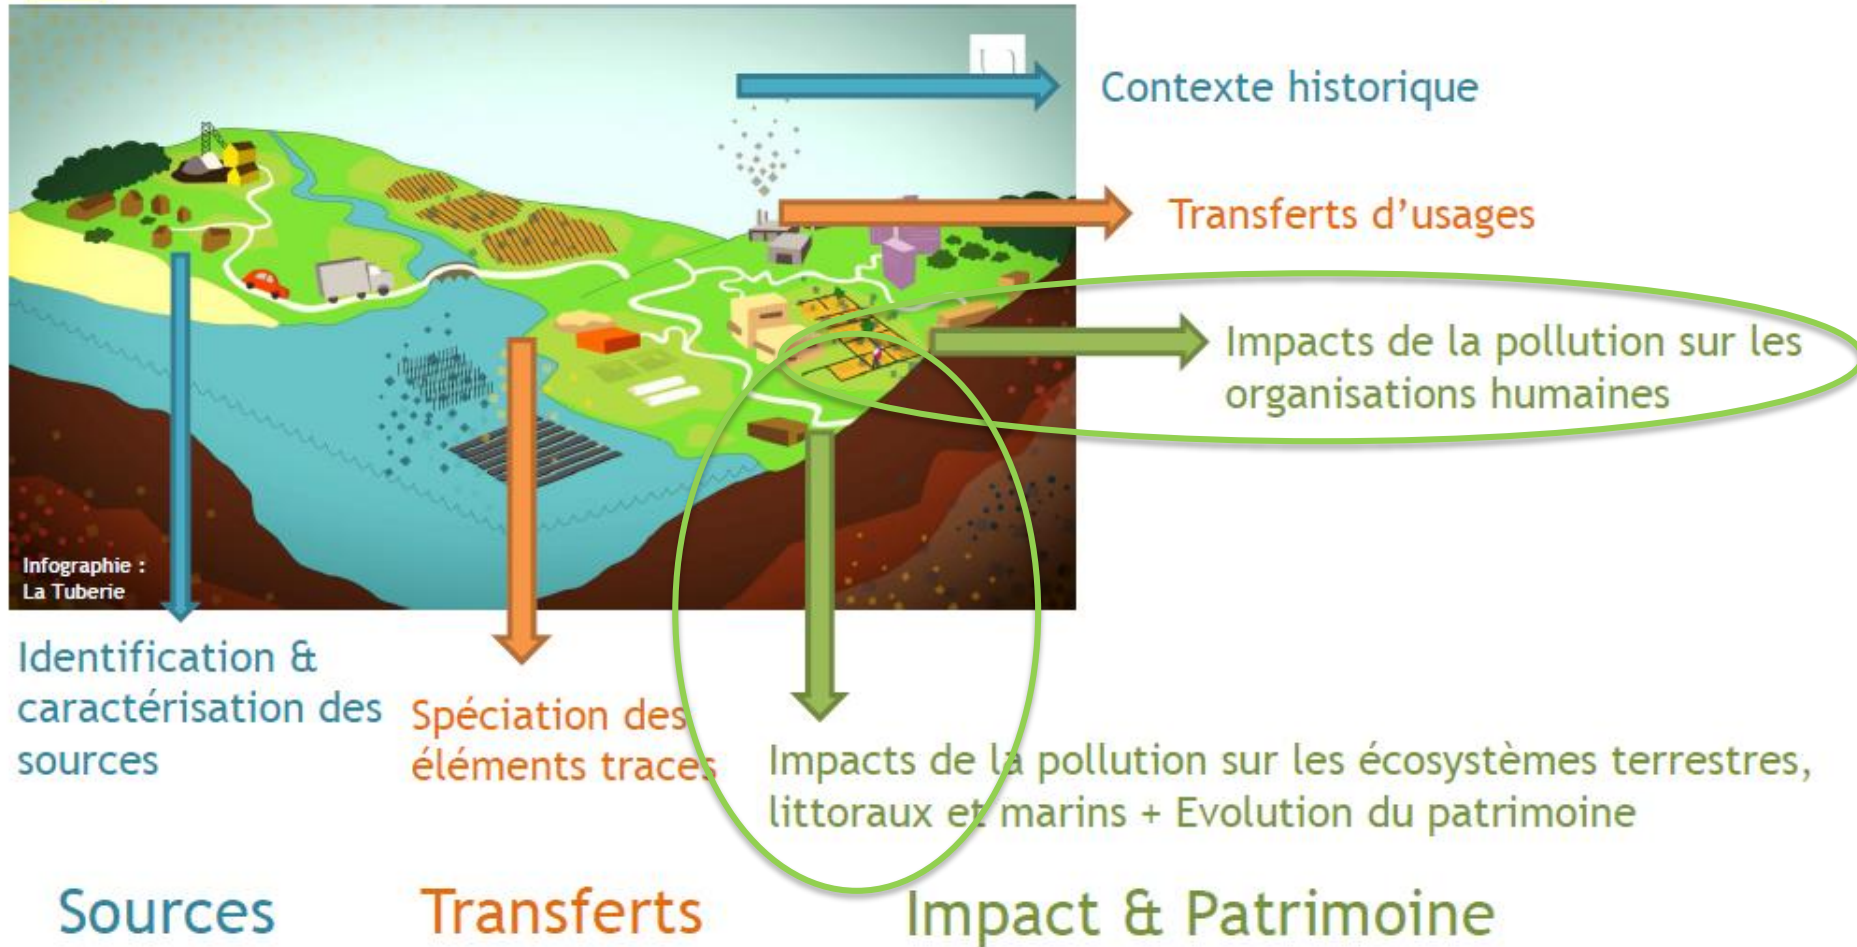 Contexte historique
Transferts d’usages
Impacts de la pollution sur les
organisations humaines
Infographie :
La Tuberie
Identification &
caractérisation des
sources
Spéciation des
éléments traces
Impacts de la pollution sur les écosystèmes terrestres,
littoraux et marins + Evolution du patrimoine
Sources
Transferts
Impact & Patrimoine